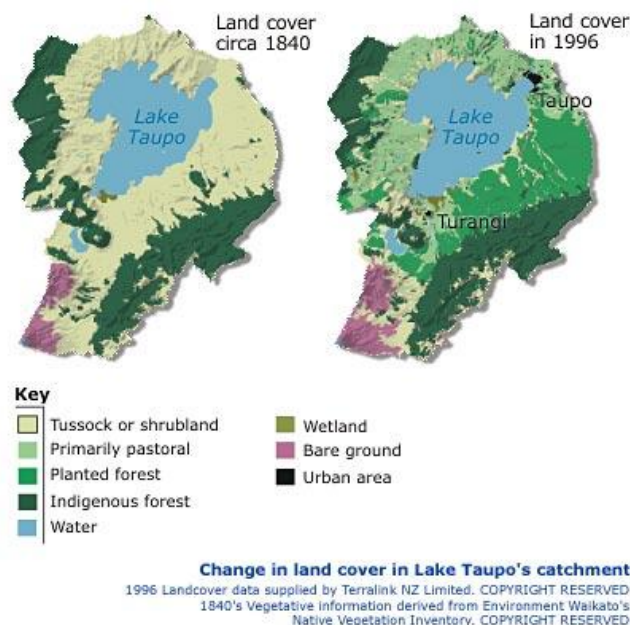 Land cover
circa 1840
Land cover
in 1996
Lake
Taupo
Lake
Taupo
Taupo
Turangi
Key
Tussock or shrubland
Primarily pastoral
Planted forest
Indigenous forest
Water
Wetland
Bare ground
Urban area
Change in land cover in Lake Taupo's catchment
1996 Landcover data supplied by Terralink NZ Limited. COPYRIGHT RESERVED
1840's Vegetative information derived from Environment Waikato's
Native Vegetation Inventory. COPYRIGHT RESERVED